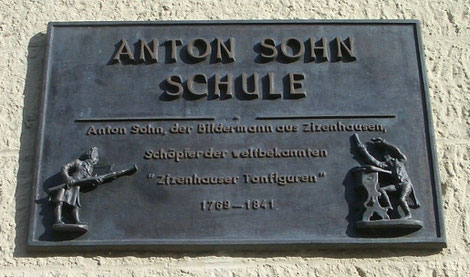 ANTON SOHN
SCHULE
Anton Sohn, der Bildermann aus Zizenhausen,
Schöpfer der weltbekannten
"Zizenhauser Tonfiguren"
1769-1841